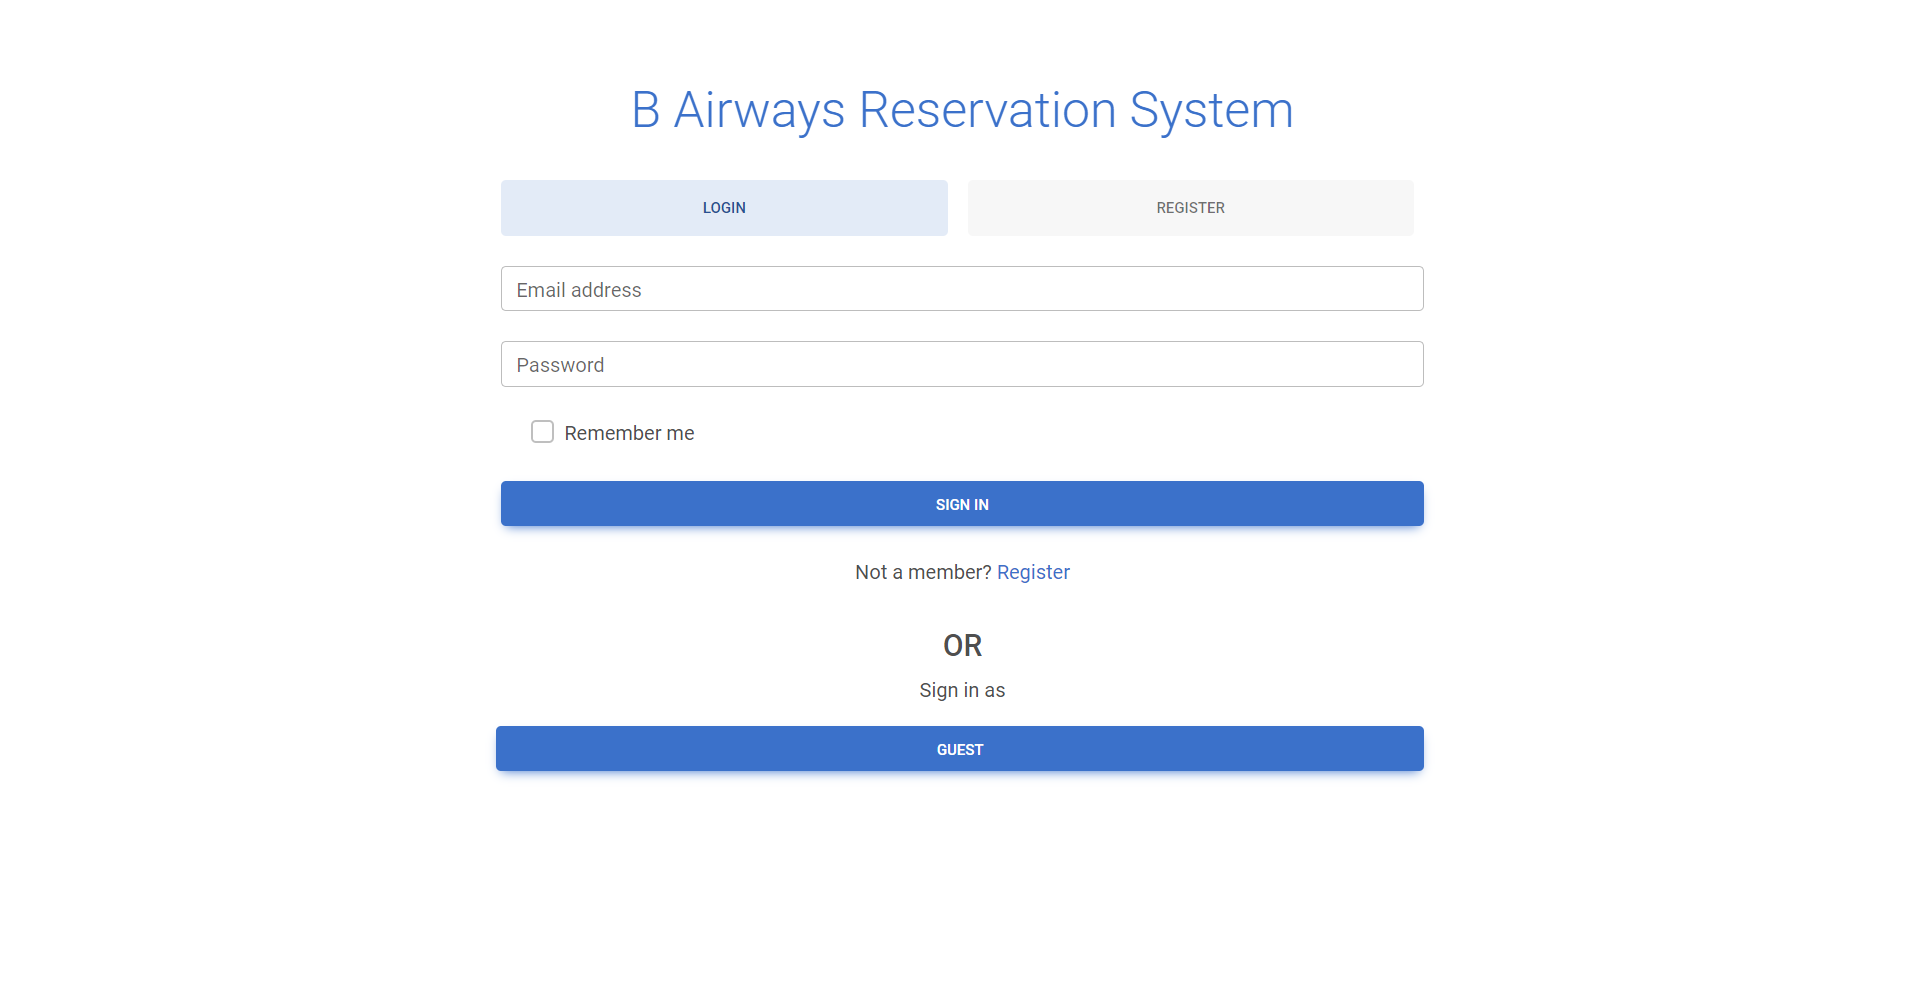 B Airways Reservation System
LOGIN
REGISTER
Email address
Password
Remember me
SIGN IN
Not a member? Register
OR
Sign in as
GUEST